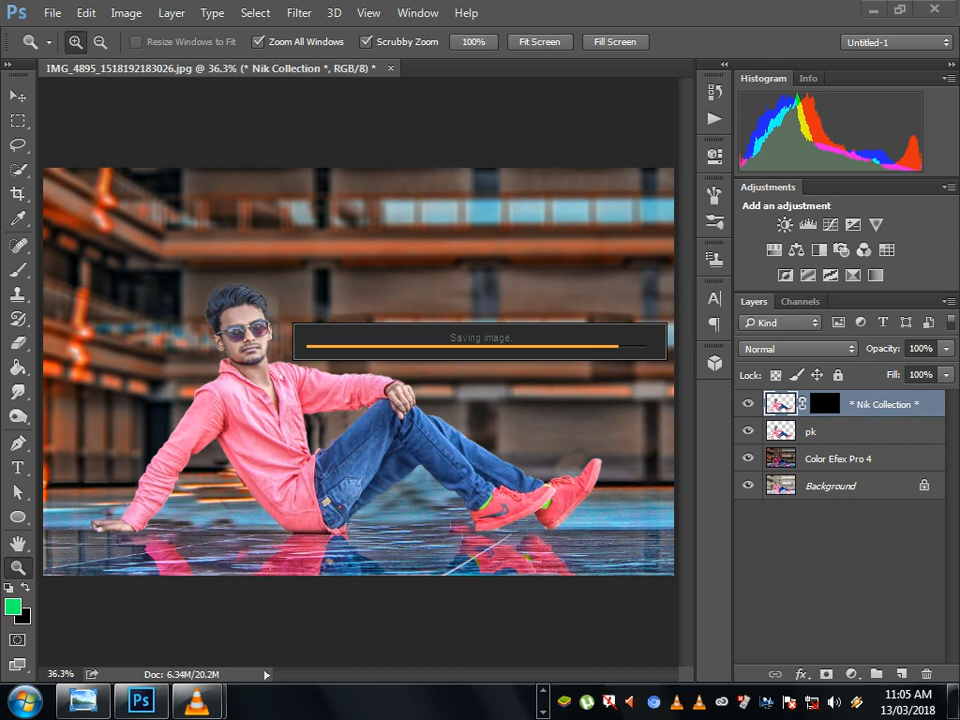 Ps File Edit Image Layer Type Select Filter 3D View Window Help
Resize Windows to Fit Zoom All Windows Scrubby Zoom 100% Fit Screen Fill Screen Untitled-1
IMG_4895_1518192183026.jpg @ 36.3% (* Nik Collection *, RGB/8) * ×
Histogram Info
Adjustments
Add an adjustment
Layers Channels
Kind
Normal Opacity: 100%
Lock: Fill: 100%
* Nik Collection *
pk
Color Efex Pro 4
Background
Saving image.
36.3% Doc: 6.34M/20.2M
Ps
11:05 AM
13/03/2018